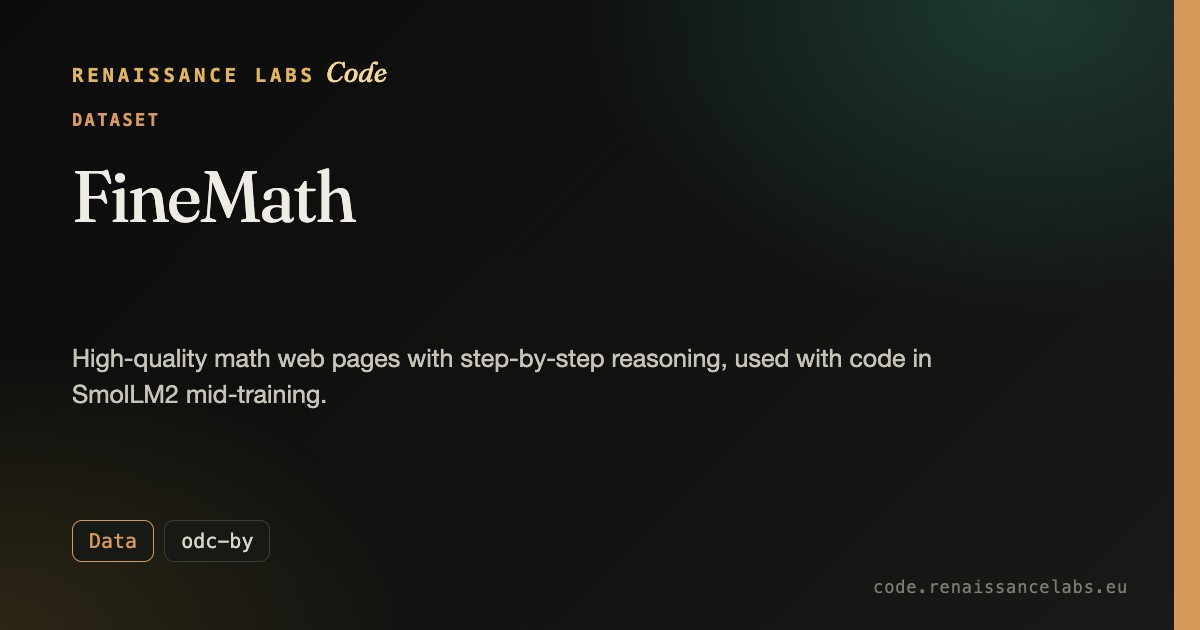 RENAISSANCE LABS Code
DATASET
FineMath
High-quality math web pages with step-by-step reasoning, used with code in
SmolLM2 mid-training.
Data
odc-by
code.renaissancelabs.eu